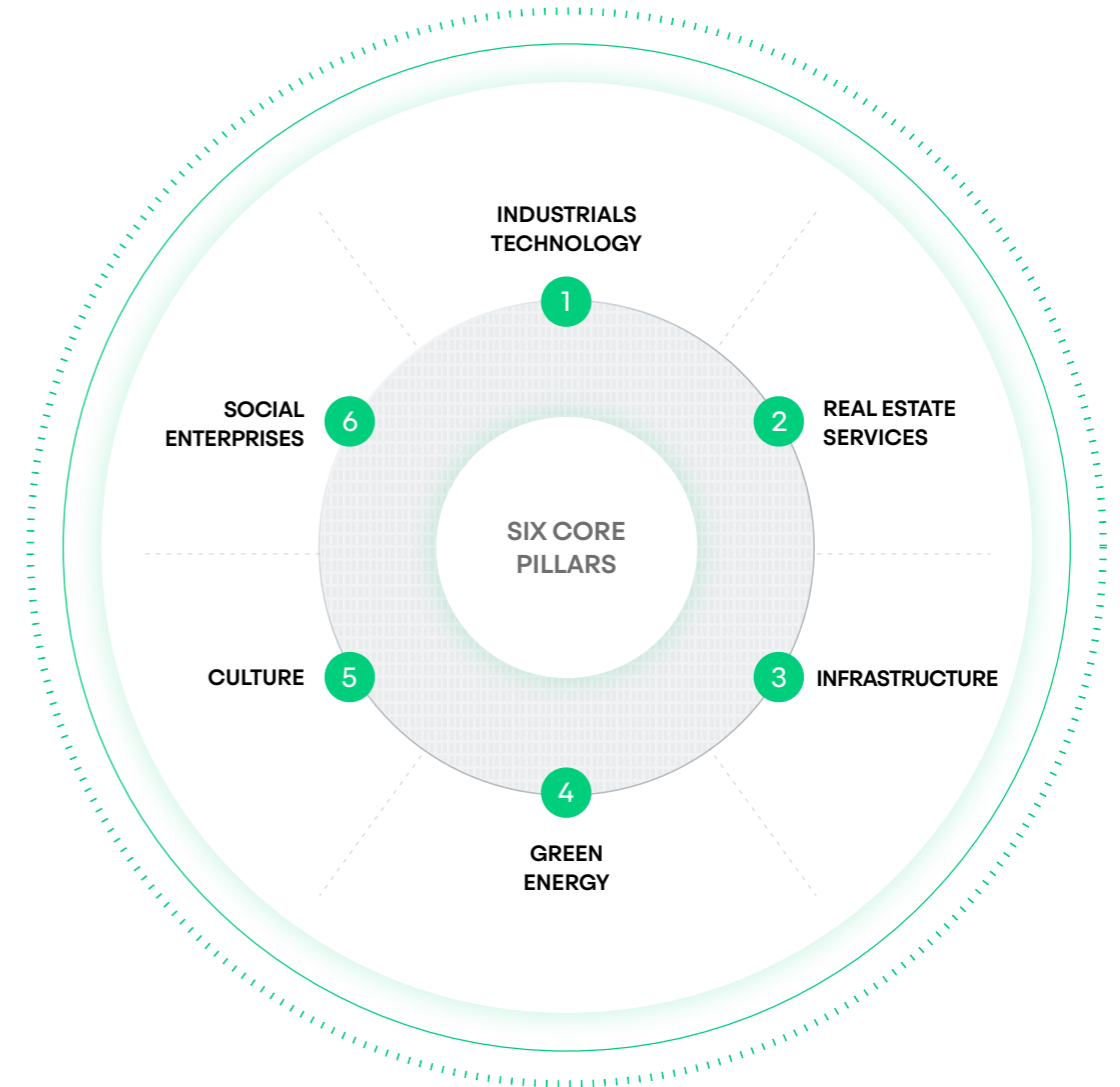 INDUSTRIALS
TECHNOLOGY
1
SOCIAL
ENTERPRISES
6
2
REAL ESTATE
SERVICES
SIX CORE
PILLARS
CULTURE
5
3
INFRASTRUCTURE
4
GREEN
ENERGY